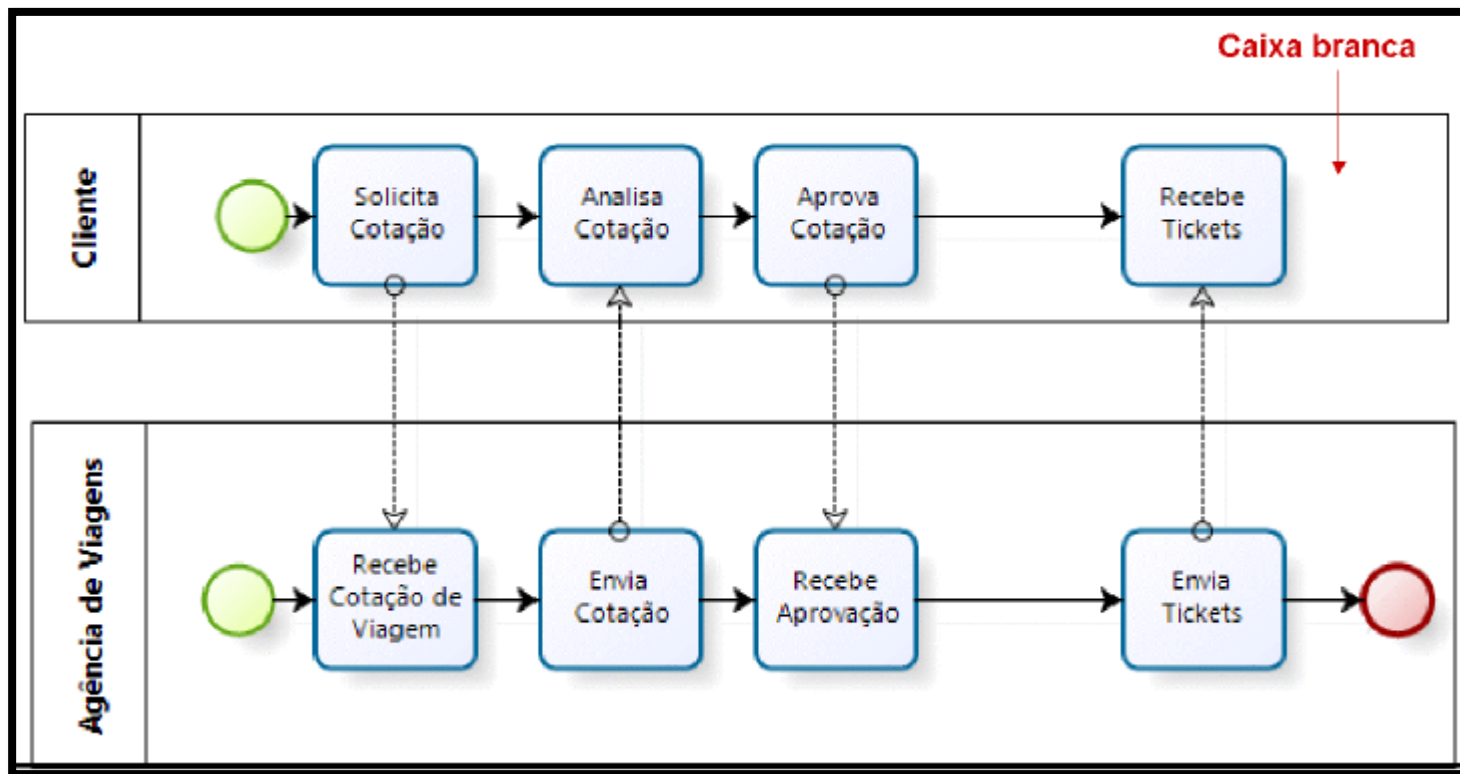 Caixa branca
Cliente
Solicita
Cotação
Analisa
Cotação
Aprova
Cotação
Recebe
Tickets
Agência de Viagens
Recebe
Cotação de
Viagem
Envia
Cotação
Recebe
Aprovação
Envia
Tickets